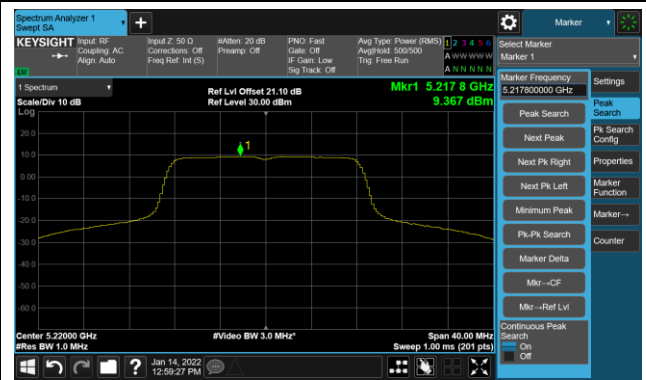 Spectrum Analyzer 1
Swept SA
+
Marker
KEYSIGHT
Input: RF
Coupling: AC
Align: Auto
Input Z: 50 Ω
Corrections: Off
Freq Ref: Int (S)
#Atten: 20 dB
Preamp: Off
PNO: Fast
Gate: Off
IF Gain: Low
Sig Track: Off
Avg Type: Power (RMS)
Avg|Hold: 500/500
Trig: Free Run
1 2 3 4 5 6
A W W W W W
A N N N N N
Select Marker
Marker 1
1 Spectrum
Scale/Div 10 dB
Log
Ref Lvl Offset 21.10 dB
Ref Level 30.00 dBm
Mkr1 5.217 8 GHz
9.367 dBm
Marker Frequency
5.217800000 GHz
Settings
Peak Search
Peak
Search
Next Peak
Pk Search
Config
Next Pk Right
Properties
Next Pk Left
Marker
Function
Minimum Peak
Marker→
Pk-Pk Search
Counter
Marker Delta
Mkr→CF
Mkr→Ref Lvl
Continuous Peak
Search
On
Off
20.0
10.0
0.00
-10.0
-20.0
-30.0
-40.0
-50.0
-60.0
1
Center 5.22000 GHz
#Res BW 1.0 MHz
#Video BW 3.0 MHz*
Span 40.00 MHz
Sweep 1.00 ms (201 pts)
?
Jan 14, 2022
12:59:27 PM